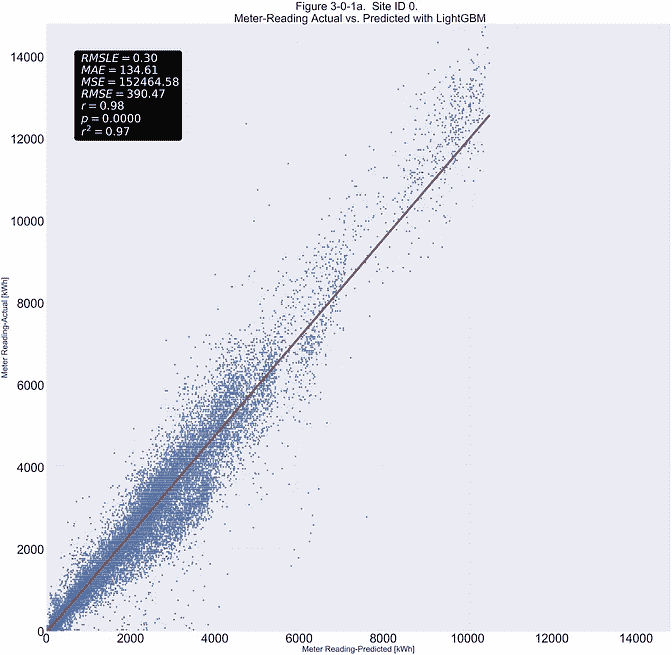 Figure 3-0-1a. Site ID 0.
Meter-Reading Actual vs. Predicted with LightGBM
RMSLE = 0.30
MAE = 134.61
MSE = 152464.58
RMSE = 390.47
r = 0.98
p = 0.0000
r² = 0.97
14000
12000
10000
8000
6000
4000
2000
0
Meter Reading-Actual [kWh]
0 2000 4000 6000 8000 10000 12000 14000
Meter Reading-Predicted [kWh]